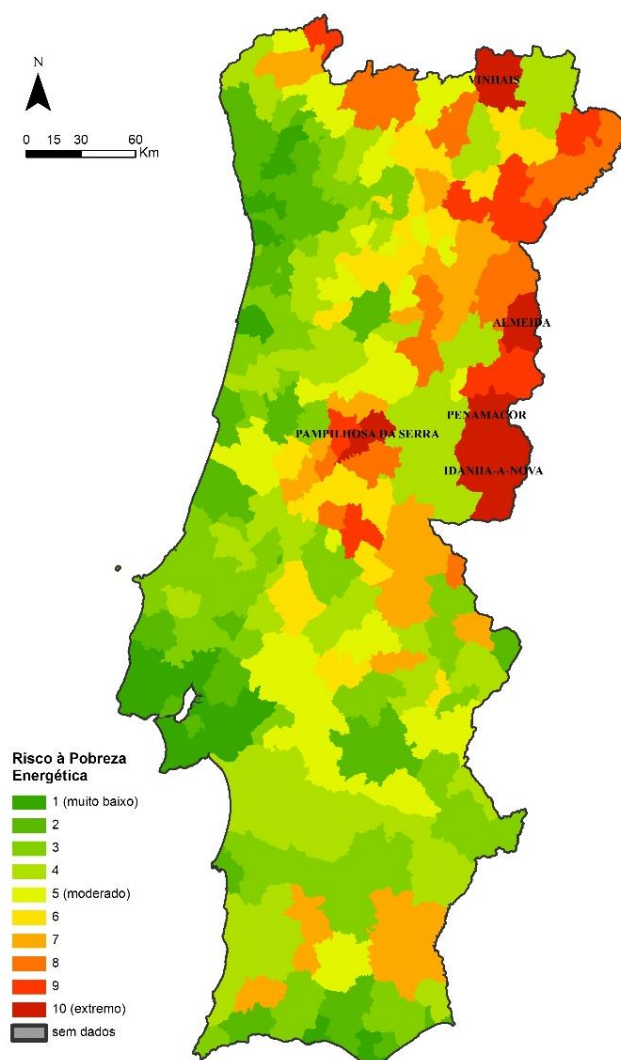 N
0 15 30 60
Km
VINHAIS
ALMEIDA
PENAMACOR
PAMPILHOSA DA SERRA
IDANHA-A-NOVA
Risco à Pobreza
Energética
1 (muito baixo)
2
3
4
5 (moderado)
6
7
8
9
10 (extremo)
sem dados